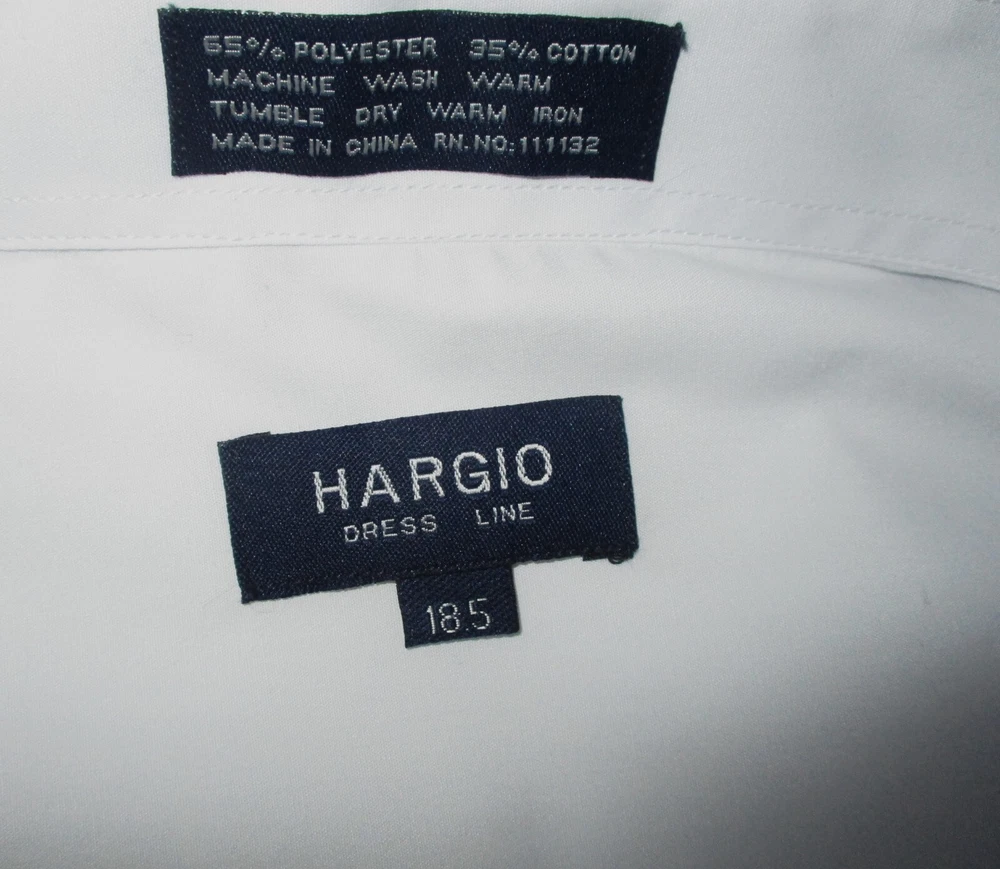 65% POLYESTER 35% COTTON
MACHINE WASH WARM
TUMBLE DRY WARM IRON
MADE IN CHINA RN.NO:111132
HARGIO
DRESS LINE
18.5